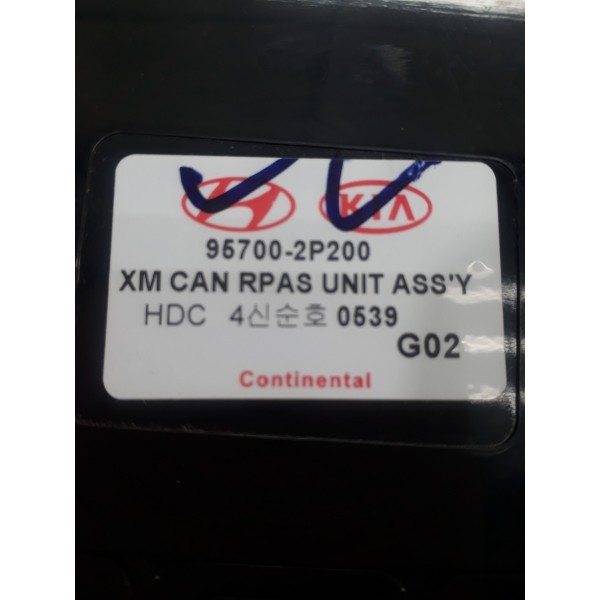 KIA
95700-2P200
XM CAN RPAS UNIT ASS'Y
HDC 4신순호 0539
G02
Continental